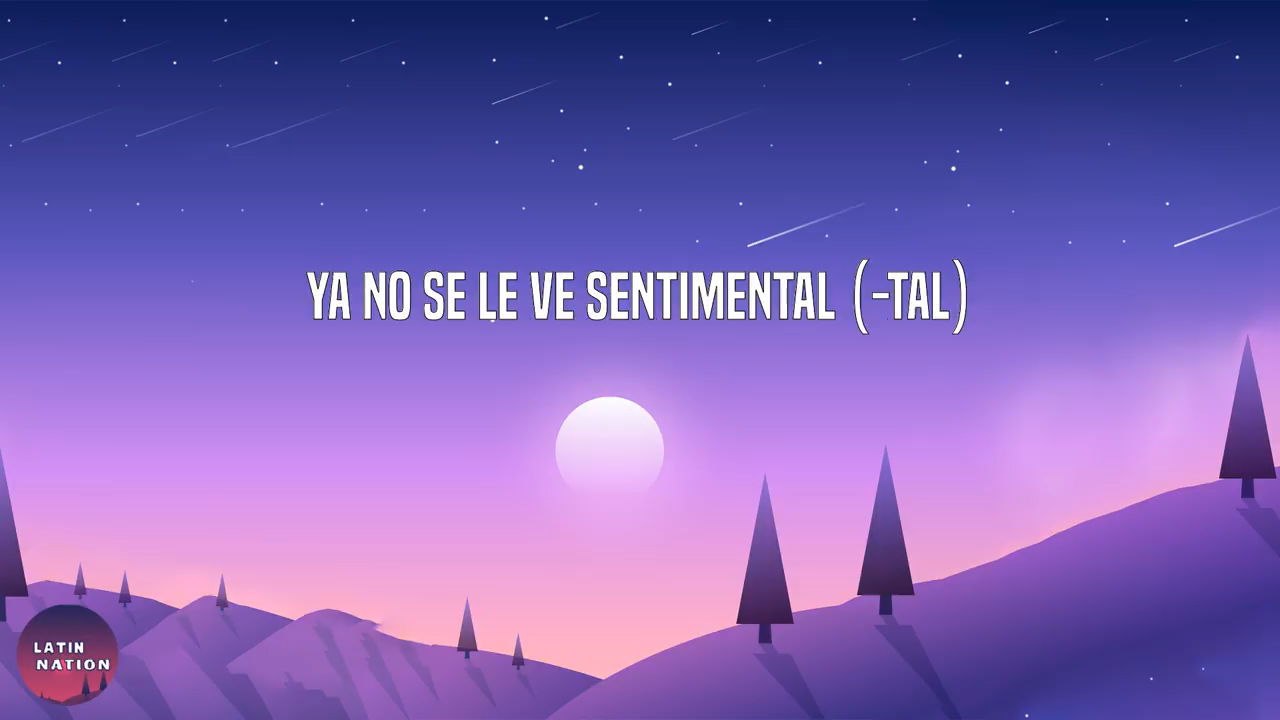 YA NO SE LE VE SENTIMENTAL (-TAL)
LATIN
NATION